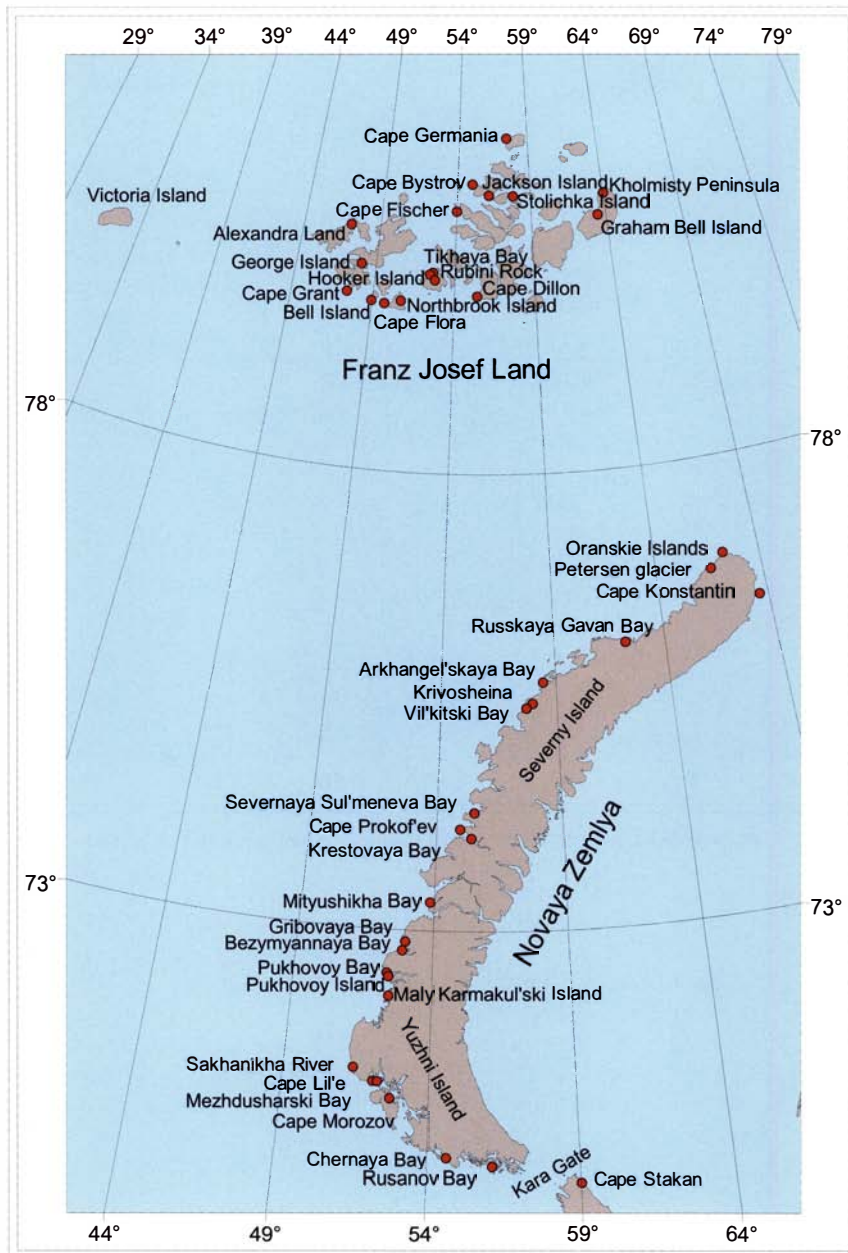 29° 34° 39° 44° 49° 54° 59° 64° 69° 74° 79°
Cape Germania
Cape Bystrov
Jackson Island
Kholmisty Peninsula
Victoria Island
Cape Fischer
Stolichka Island
Alexandra Land
Graham Bell Island
Tikhaya Bay
George Island
Rubini Rock
Hooker Island
Cape Grant
Cape Dillon
Bell Island
Northbrook Island
Cape Flora
Franz Josef Land
78°
78°
Oranskie Islands
Petersen glacier
Cape Konstantin
Russkaya Gavan Bay
Arkhangel'skaya Bay
Krivosheina
Vil'kitski Bay
Severny Island
Severnaya Sul'meneva Bay
Cape Prokof'ev
Krestovaya Bay
Novaya Zemlya
73°
73°
Mityushikha Bay
Gribovaya Bay
Bezymyannaya Bay
Pukhovoy Bay
Pukhovoy Island
Maly Karmakul'ski Island
Yuzhni Island
Sakhanikha River
Cape Lil'e
Mezhdusharski Bay
Cape Morozov
Chernaya Bay
Rusanov Bay
Kara Gate
Cape Stakan
44° 49° 54° 59° 64°